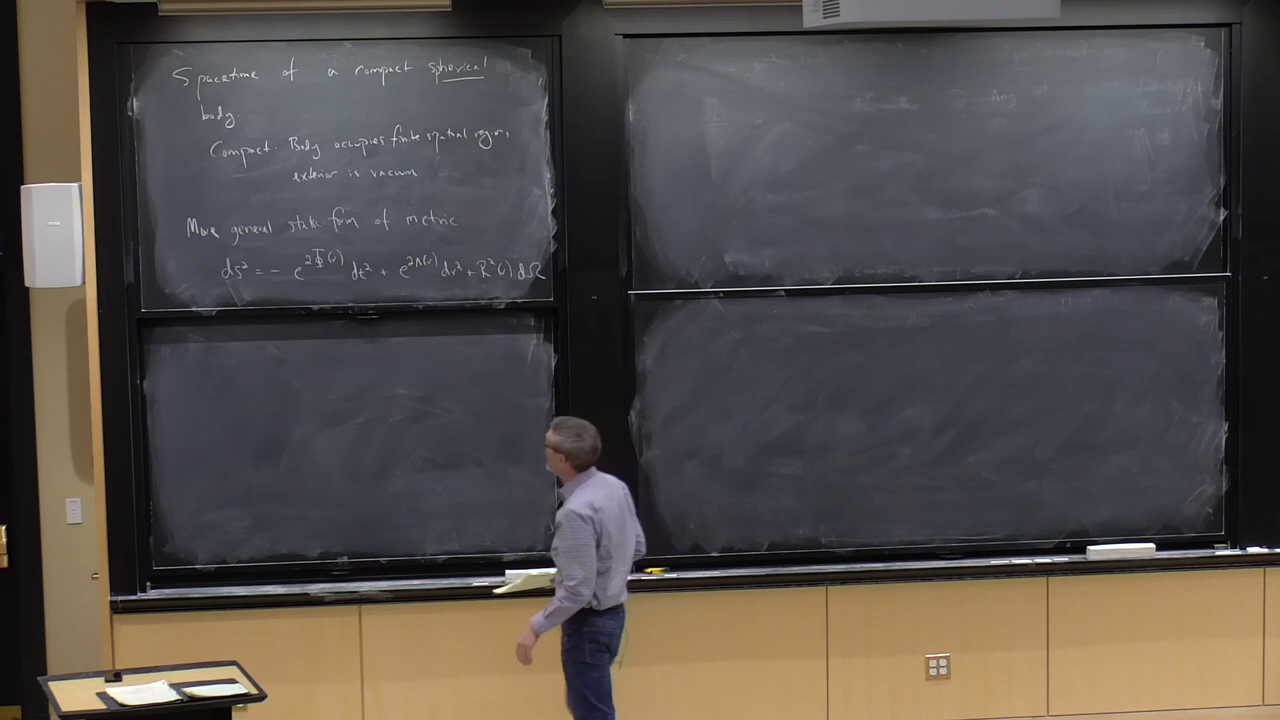 Spacetime of a compact spherical
body.
Compact: Body occupies finite spatial region,
exterior is vacuum
More general static form of metric
ds² = - e^{2Φ(r)} dt² + e^{2Λ(r)} dr² + R²(r) dΩ